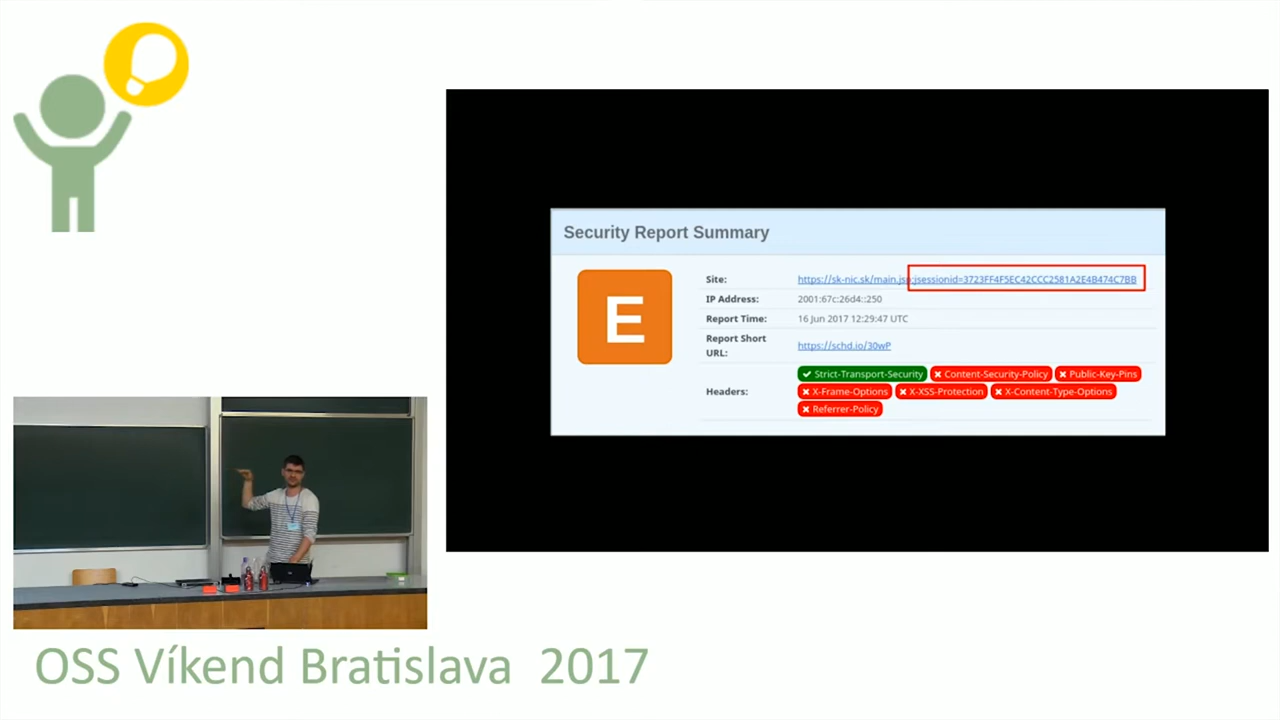 Security Report Summary
E
Site: https://sk-nic.sk/main.jsp;jsessionid=3723FF4F5EC42CCC2581A2E4B474C7BB
IP Address: 2001:67c:26d4::250
Report Time: 16 Jun 2017 12:29:47 UTC
Report Short URL: https://schd.io/30wP
Headers: Strict-Transport-Security Content-Security-Policy Public-Key-Pins
X-Frame-Options X-XSS-Protection X-Content-Type-Options
Referrer-Policy
OSS Víkend Bratislava 2017